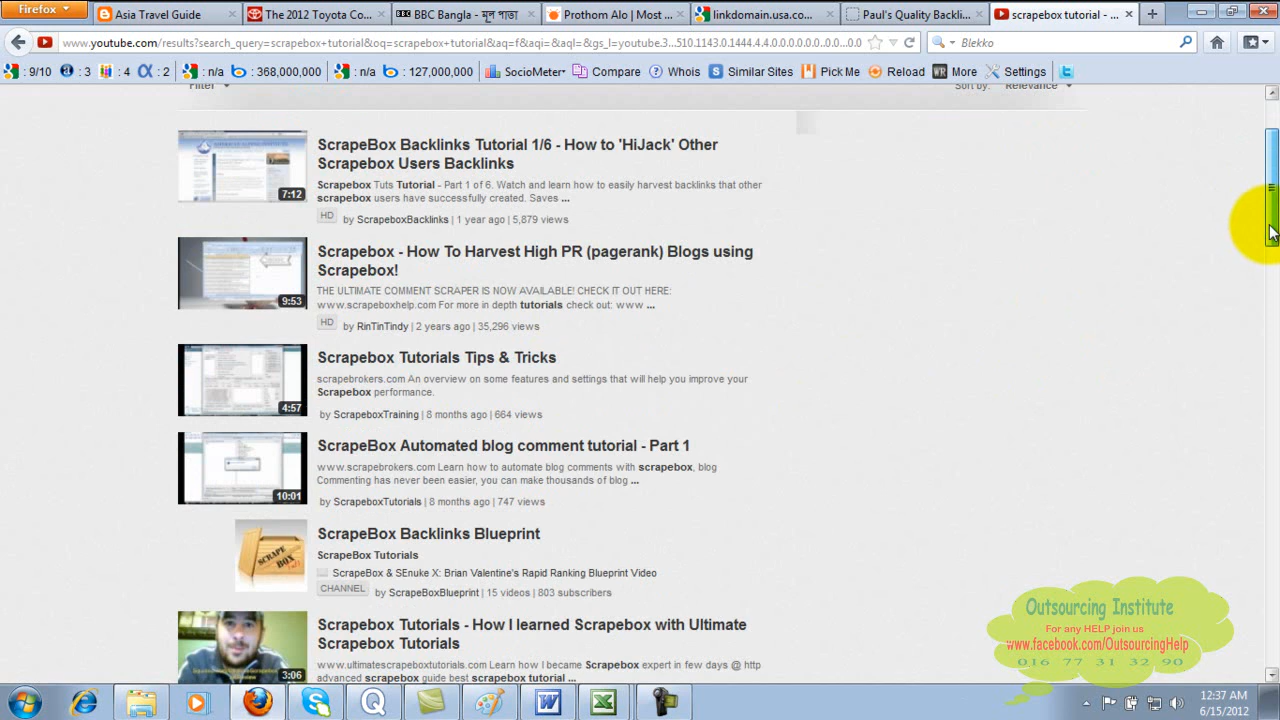 Firefox
Asia Travel Guide
The 2012 Toyota Co...
BBC Bangla - মূল পাতা
Prothom Alo | Most ...
linkdomain.usa.co...
Paul's Quality Backli...
scrapebox tutorial - ...
www.youtube.com/results?search_query=scrapebox+tutorial&oq=scrapebox+tutorial&aq=f&aqi=&aql=&gs_l=youtube.3...510.1143.0.1444.4.4.0.0.0.0.0.0..0.0...0.0
Blekko
: 9/10
: 3
: 4
: 2
: n/a
: 368,000,000
: n/a
: 127,000,000
SocioMeter
Compare
Whois
Similar Sites
Pick Me
Reload
WR More
Settings
Filter
Sort by: Relevance
ScrapeBox Backlinks Tutorial 1/6 - How to 'HiJack' Other
Scrapebox Users Backlinks
Scrapebox Tuts Tutorial - Part 1 of 6. Watch and learn how to easily harvest backlinks that other
scrapebox users have successfully created. Saves ...
7:12
HD by ScrapeboxBacklinks | 1 year ago | 5,879 views
Scrapebox - How To Harvest High PR (pagerank) Blogs using
Scrapebox!
THE ULTIMATE COMMENT SCRAPER IS NOW AVAILABLE! CHECK IT OUT HERE:
www.scrapeboxhelp.com For more in depth tutorials check out: www ...
9:53
HD by RinTinTindy | 2 years ago | 35,296 views
Scrapebox Tutorials Tips & Tricks
scrapebrokers.com An overview on some features and settings that will help you improve your
Scrapebox performance.
4:57
by ScrapeboxTraining | 8 months ago | 664 views
ScrapeBox Automated blog comment tutorial - Part 1
www.scrapebrokers.com Learn how to automate blog comments with scrapebox, blog
Commenting has never been easier, you can make thousands of blog ...
10:01
by ScrapeboxTutorials | 8 months ago | 747 views
ScrapeBox Backlinks Blueprint
ScrapeBox Tutorials
SCRAPE BOX
ScrapeBox & SEnuke X: Brian Valentine's Rapid Ranking Blueprint Video
CHANNEL by ScrapeBoxBlueprint | 15 videos | 803 subscribers
Scrapebox Tutorials - How I learned Scrapebox with Ultimate
Scrapebox Tutorials
www.ultimatescrapeboxtutorials.com Learn how I became Scrapebox expert in few days @ http
advanced scrapebox guide best scrapebox tutorial ...
3:06
Outsourcing Institute
For any HELP join us
www.facebook.com/OutsourcingHelp
016 77 31 32 90
12:37 AM
6/15/2012